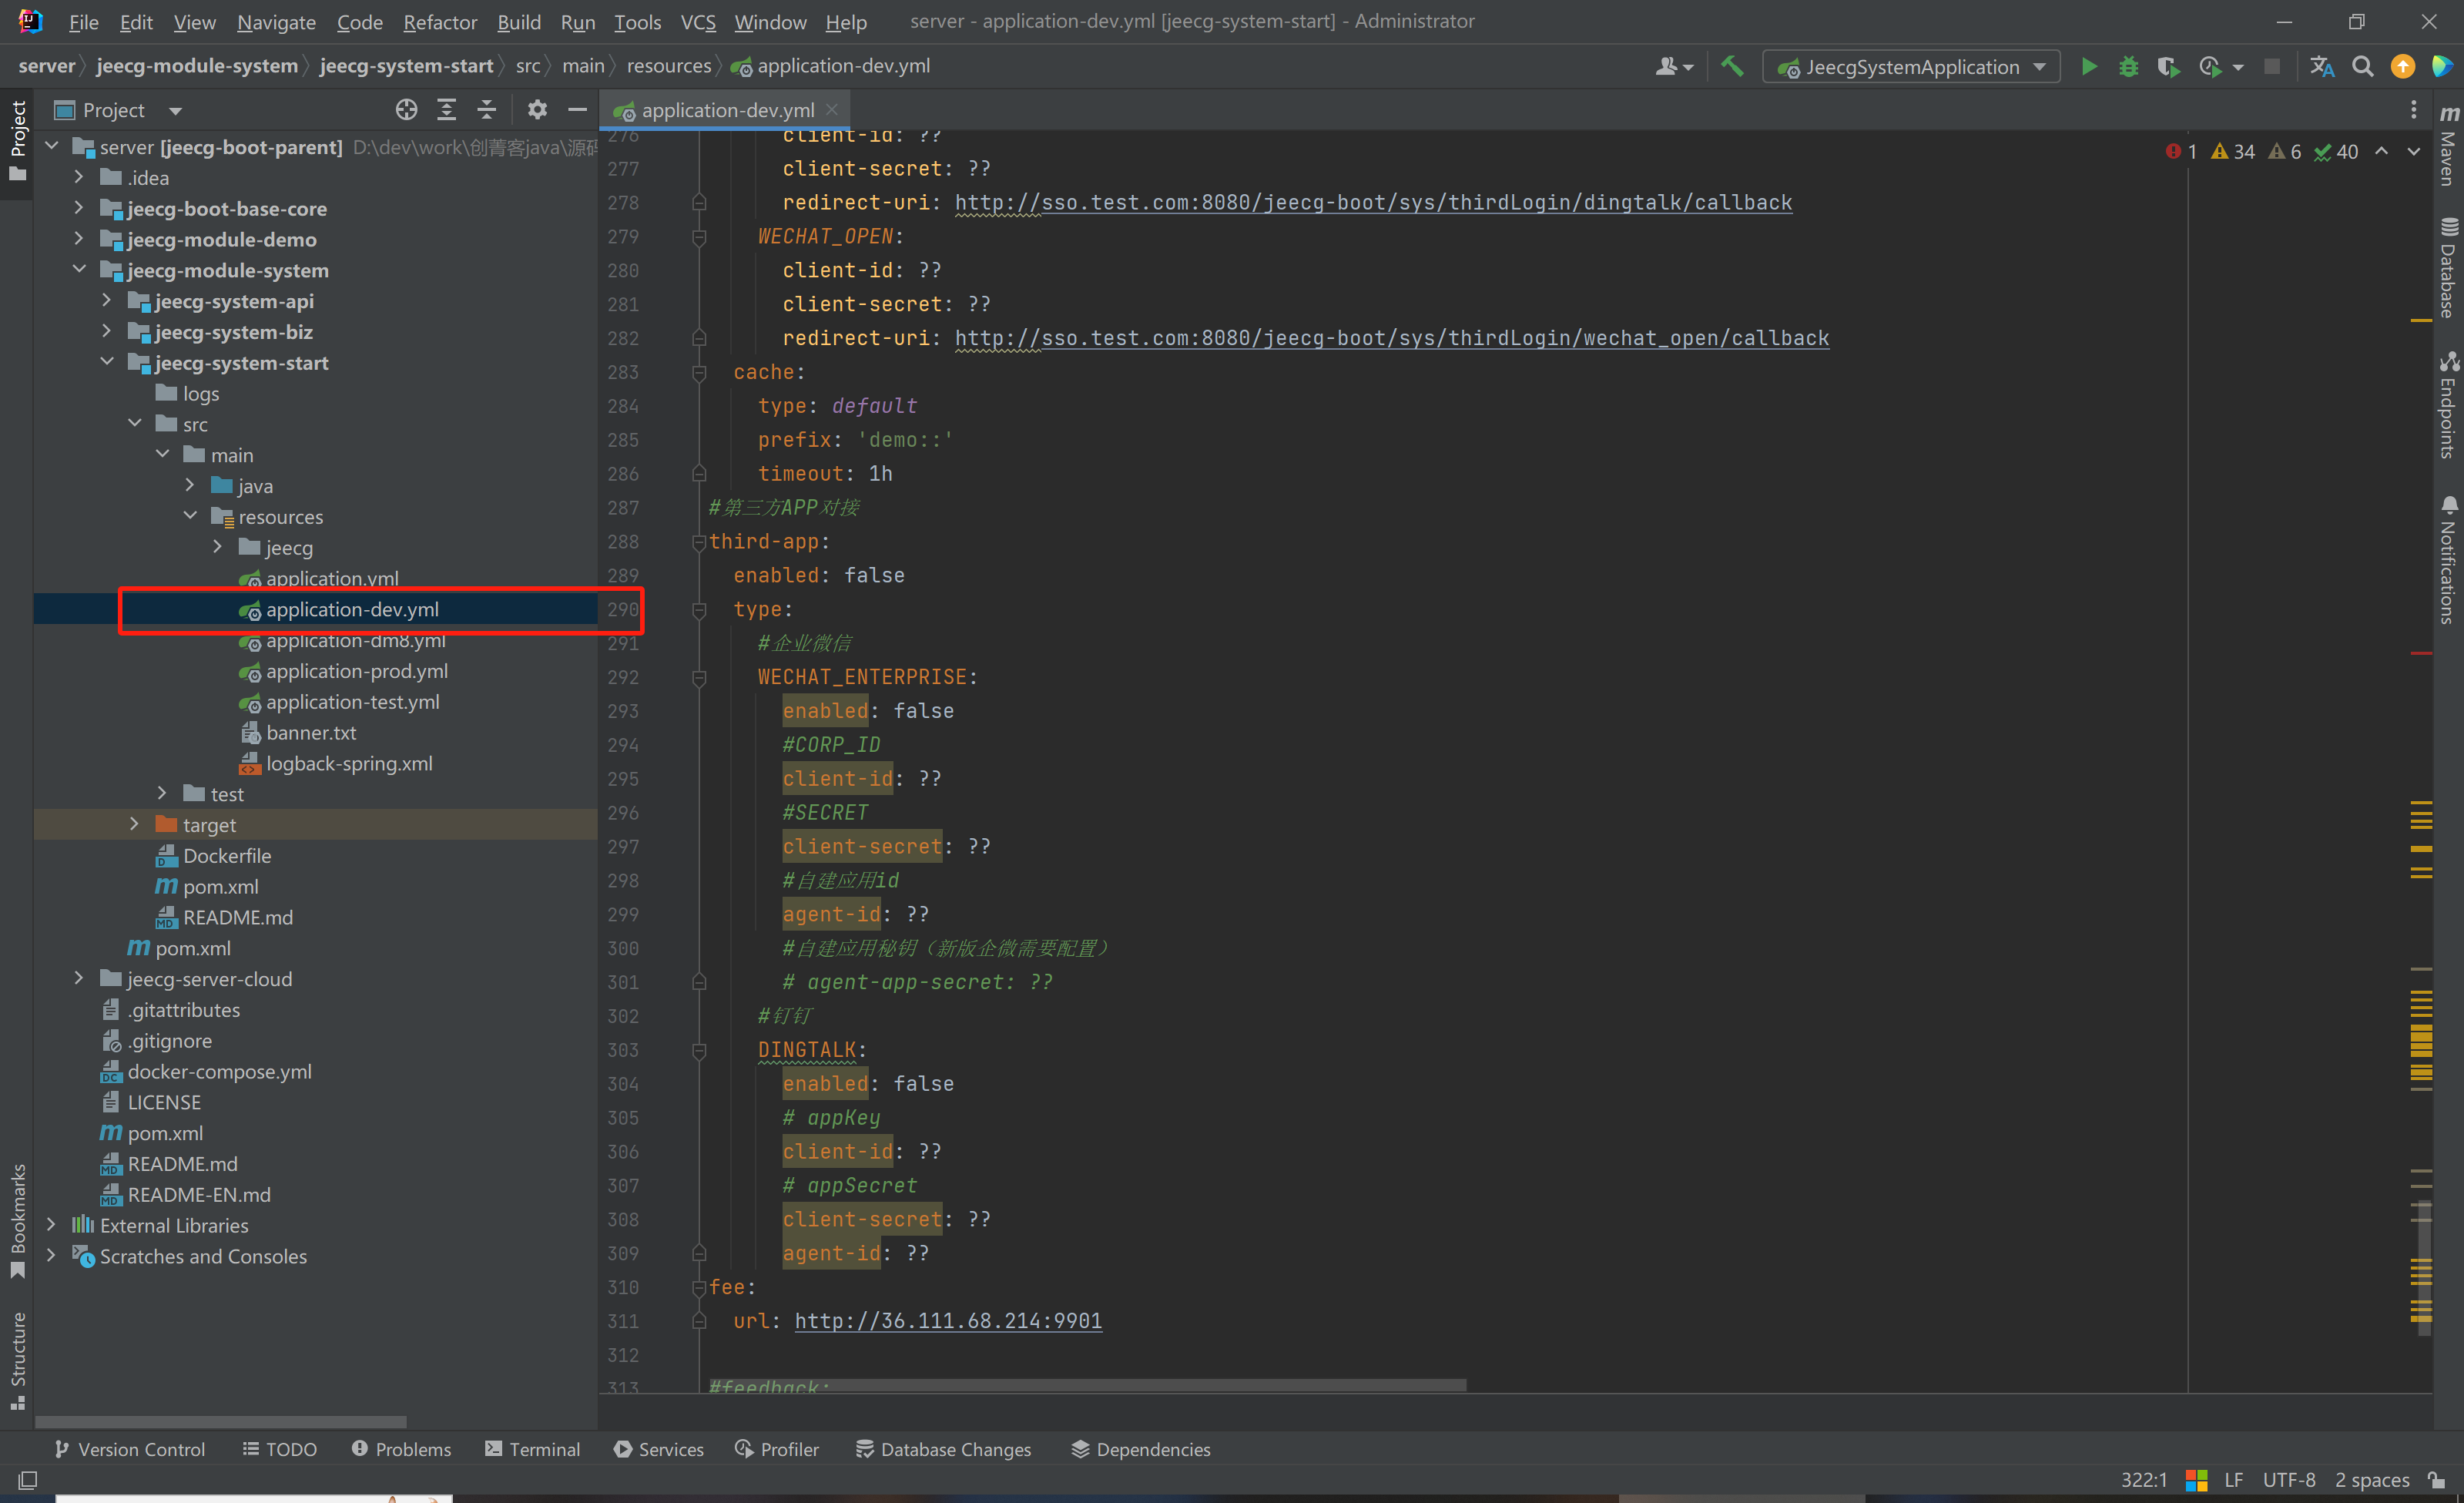 File Edit View Navigate Code Refactor Build Run Tools VCS Window Help server - application-dev.yml [jeecg-system-start] - Administrator
server jeecg-module-system jeecg-system-start src main resources application-dev.yml JeecgSystemApplication
Project
Project
application-dev.yml
server [jeecg-boot-parent] D:\dev\work\创菁客java\源码
.idea
jeecg-boot-base-core
jeecg-module-demo
jeecg-module-system
jeecg-system-api
jeecg-system-biz
jeecg-system-start
logs
src
main
java
resources
jeecg
application.yml
application-dev.yml
application-dm8.yml
application-prod.yml
application-test.yml
banner.txt
logback-spring.xml
test
target
Dockerfile
pom.xml
README.md
pom.xml
jeecg-server-cloud
.gitattributes
.gitignore
docker-compose.yml
LICENSE
pom.xml
README.md
README-EN.md
External Libraries
Scratches and Consoles
Bookmarks
Structure
276 client-id: ??
277 client-secret: ??
278 redirect-uri: http://sso.test.com:8080/jeecg-boot/sys/thirdLogin/dingtalk/callback
279 WECHAT_OPEN:
280 client-id: ??
281 client-secret: ??
282 redirect-uri: http://sso.test.com:8080/jeecg-boot/sys/thirdLogin/wechat_open/callback
283 cache:
284 type: default
285 prefix: 'demo::'
286 timeout: 1h
287 #第三方APP对接
288 third-app:
289 enabled: false
290 type:
291 #企业微信
292 WECHAT_ENTERPRISE:
293 enabled: false
294 #CORP_ID
295 client-id: ??
296 #SECRET
297 client-secret: ??
298 #自建应用id
299 agent-id: ??
300 #自建应用秘钥（新版企微需要配置）
301 # agent-app-secret: ??
302 #钉钉
303 DINGTALK:
304 enabled: false
305 # appKey
306 client-id: ??
307 # appSecret
308 client-secret: ??
309 agent-id: ??
310 fee:
311 url: http://36.111.68.214:9901
312
313 #feedback:
1 34 6 40
Maven
Database
Endpoints
Notifications
Version Control TODO Problems Terminal Services Profiler Database Changes Dependencies
322:1 LF UTF-8 2 spaces